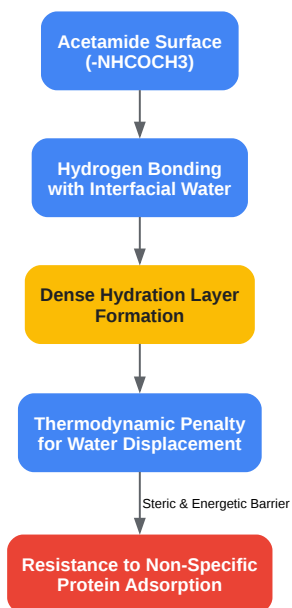 Acetamide Surface
(-NHCOCH3)
Hydrogen Bonding
with Interfacial Water
Dense Hydration Layer
Formation
Thermodynamic Penalty
for Water Displacement
Steric & Energetic Barrier
Resistance to Non-Specific
Protein Adsorption